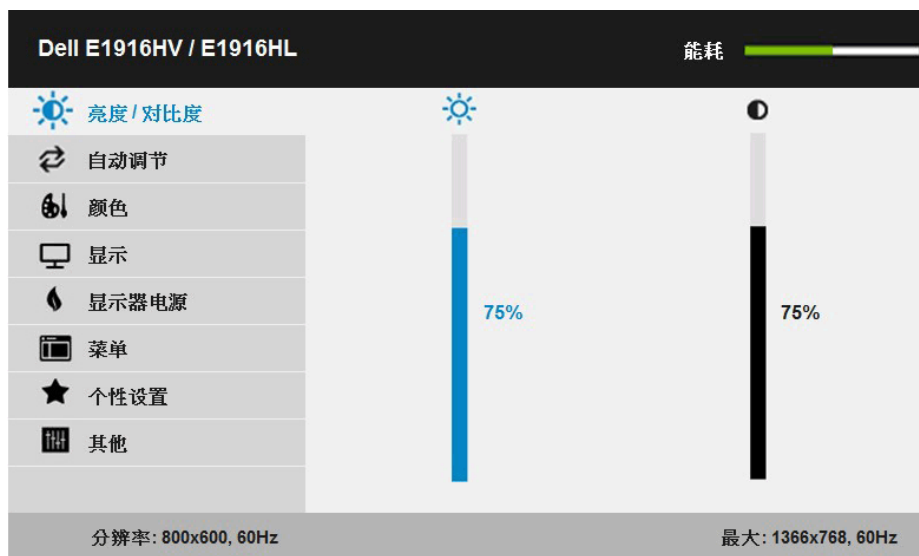 Dell E1916HV / E1916HL
能耗
亮度 / 对比度
自动调节
颜色
显示
显示器电源
菜单
个性设置
其他
75%
75%
分辨率: 800x600, 60Hz
最大: 1366x768, 60Hz